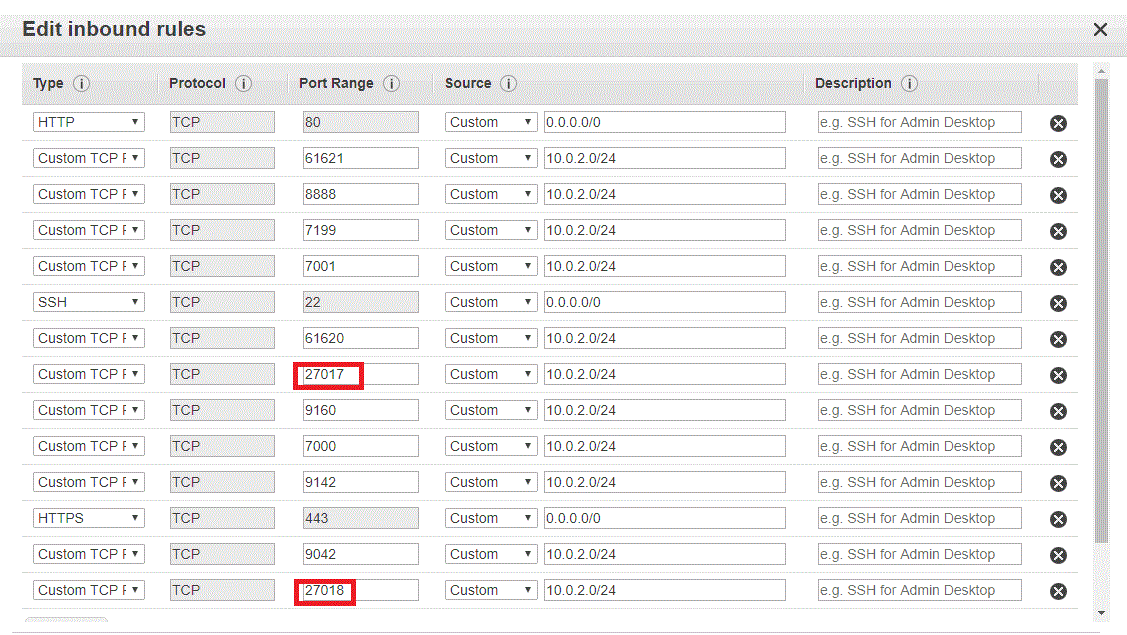 Edit inbound rules
Type Protocol Port Range Source Description
HTTP TCP 80 Custom 0.0.0.0/0 e.g. SSH for Admin Desktop
Custom TCP F TCP 61621 Custom 10.0.2.0/24 e.g. SSH for Admin Desktop
Custom TCP F TCP 8888 Custom 10.0.2.0/24 e.g. SSH for Admin Desktop
Custom TCP F TCP 7199 Custom 10.0.2.0/24 e.g. SSH for Admin Desktop
Custom TCP F TCP 7001 Custom 10.0.2.0/24 e.g. SSH for Admin Desktop
SSH TCP 22 Custom 0.0.0.0/0 e.g. SSH for Admin Desktop
Custom TCP F TCP 61620 Custom 10.0.2.0/24 e.g. SSH for Admin Desktop
Custom TCP F TCP 27017 Custom 10.0.2.0/24 e.g. SSH for Admin Desktop
Custom TCP F TCP 9160 Custom 10.0.2.0/24 e.g. SSH for Admin Desktop
Custom TCP F TCP 7000 Custom 10.0.2.0/24 e.g. SSH for Admin Desktop
Custom TCP F TCP 9142 Custom 10.0.2.0/24 e.g. SSH for Admin Desktop
HTTPS TCP 443 Custom 0.0.0.0/0 e.g. SSH for Admin Desktop
Custom TCP F TCP 9042 Custom 10.0.2.0/24 e.g. SSH for Admin Desktop
Custom TCP F TCP 27018 Custom 10.0.2.0/24 e.g. SSH for Admin Desktop